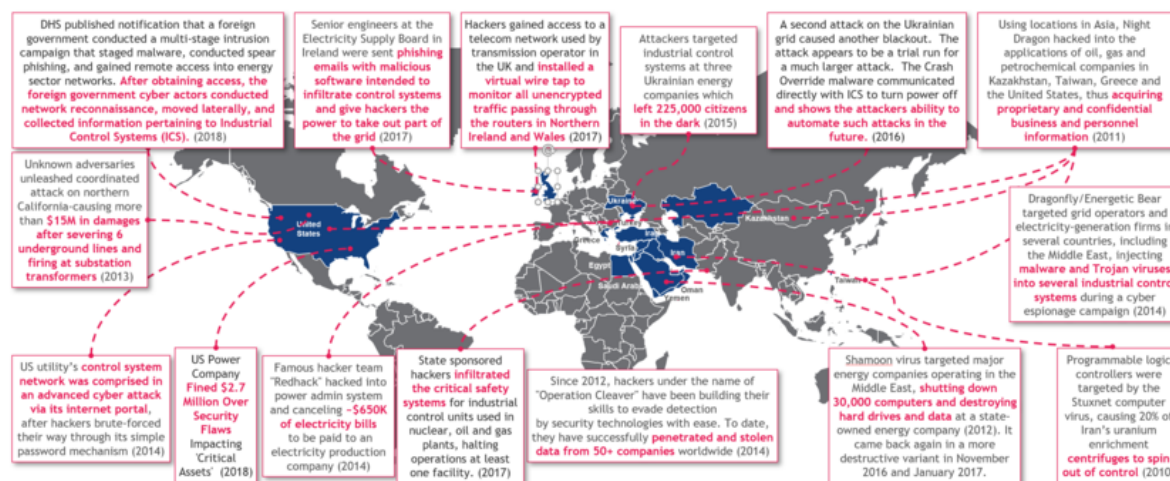 DHS published notification that a foreign
government conducted a multi-stage intrusion
campaign that staged malware, conducted spear
phishing, and gained remote access into energy
sector networks. After obtaining access, the
foreign government cyber actors conducted
network reconnaissance, moved laterally, and
collected information pertaining to Industrial
Control Systems (ICS). (2018)
Senior engineers at the
Electricity Supply Board in
Ireland were sent phishing
emails with malicious
software intended to
infiltrate control systems
and give hackers the
power to take out part of
the grid (2017)
Hackers gained access to a
telecom network used by
transmission operator in
the UK and installed a
virtual wire tap to
monitor all unencrypted
traffic passing through
the routers in Northern
Ireland and Wales (2017)
Attackers targeted
industrial control
systems at three
Ukrainian energy
companies which
left 225,000 citizens
in the dark (2015)
A second attack on the Ukrainian
grid caused another blackout. The
attack appears to be a trial run for
a much larger attack. The Crash
Override malware communicated
directly with ICS to turn power off
and shows the attackers ability to
automate such attacks in the
future. (2016)
Using locations in Asia, Night
Dragon hacked into the
applications of oil, gas and
petrochemical companies in
Kazakhstan, Taiwan, Greece and
the United States, thus acquiring
proprietary and confidential
business and personnel
information (2011)
Unknown adversaries
unleashed coordinated
attack on northern
California-causing more
than $15M in damages
after severing 6
underground lines and
firing at substation
transformers (2013)
United
States
Ukraine
Kazakhstan
Greece
Syria
Iran
Egypt
Saudi Arabia
Oman
Yemen
Taiwan
Dragonfly/Energetic Bear
targeted grid operators and
electricity-generation firms in
several countries, including
the Middle East, injecting
malware and Trojan viruses
into several industrial control
systems during a cyber
espionage campaign (2014)
US utility's control system
network was comprised in
an advanced cyber attack
via its internet portal,
after hackers brute-forced
their way through its simple
password mechanism (2014)
US Power
Company
Fined $2.7
Million Over
Security
Flaws
Impacting
'Critical
Assets' (2018)
Famous hacker team
"Redhack" hacked into
power admin system
and canceling ~$650K
of electricity bills
to be paid to an
electricity production
company (2014)
State sponsored
hackers infiltrated
the critical safety
systems for industrial
control units used in
nuclear, oil and gas
plants, halting
operations at least
one facility. (2017)
Since 2012, hackers under the name of
"Operation Cleaver" have been building their
skills to evade detection
by security technologies with ease. To date,
they have successfully penetrated and stolen
data from 50+ companies worldwide (2014)
Shamoon virus targeted major
energy companies operating in the
Middle East, shutting down
30,000 computers and destroying
hard drives and data at a state-
owned energy company (2012). It
came back again in a more
destructive variant in November
2016 and January 2017.
Programmable logic
controllers were
targeted by the
Stuxnet computer
virus, causing 20% of
Iran's uranium
enrichment
centrifuges to spin
out of control (2010